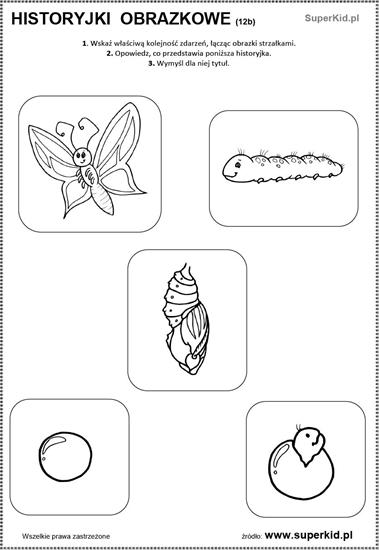 HISTORYJKI OBRAZKOWE (12b)
SuperKid.pl
1. Wskaż właściwą kolejność zdarzeń, łącząc obrazki strzałkami.
2. Opowiedz, co przedstawia poniższa historyjka.
3. Wymyśl dla niej tytuł.
Wszelkie prawa zastrzeżone
źródło: www.superkid.pl